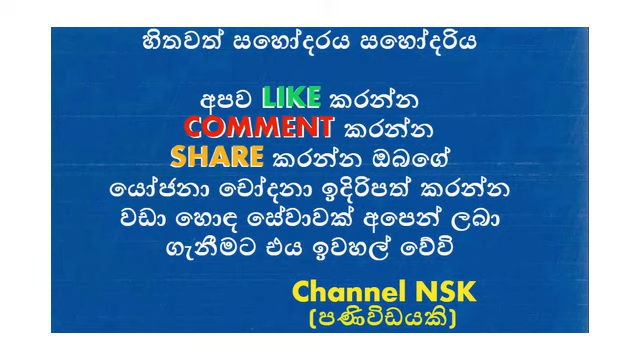 හිතවත් සහෝදරය සහෝදරිය
අපව LIKE කරන්න
COMMENT කරන්න
SHARE කරන්න ඔබගේ
යෝජනා චෝදනා ඉදිරිපත් කරන්න
වඩා හොඳ සේවාවක් අපෙන් ලබා
ගැනීමට එය ඉවහල් වේවි
Channel NSK
(පණිවිඩයකි)